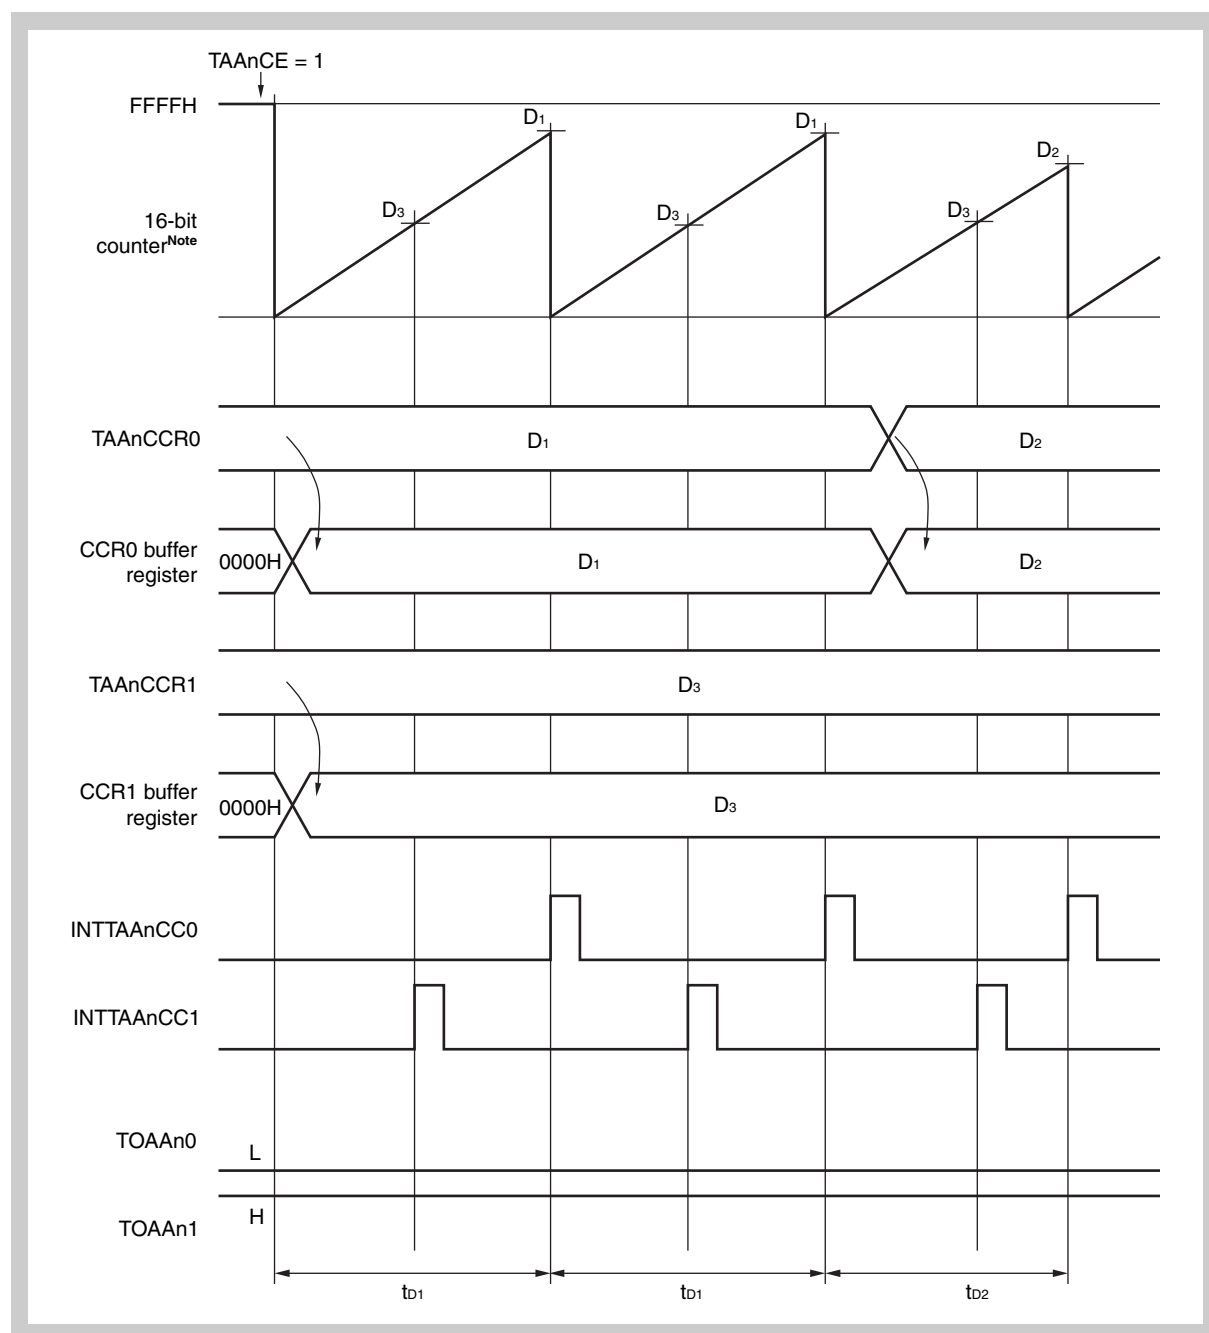 TAAnCE = 1
FFFFH
D1
D1
D2
D3
D3
D3
16-bit
counterNote
TAAnCCR0
D1
D2
CCR0 buffer
register
0000H
D1
D2
TAAnCCR1
D3
CCR1 buffer
register
0000H
D3
INTTAAnCC0
INTTAAnCC1
TOAAn0
L
TOAAn1
H
tD1
tD1
tD2